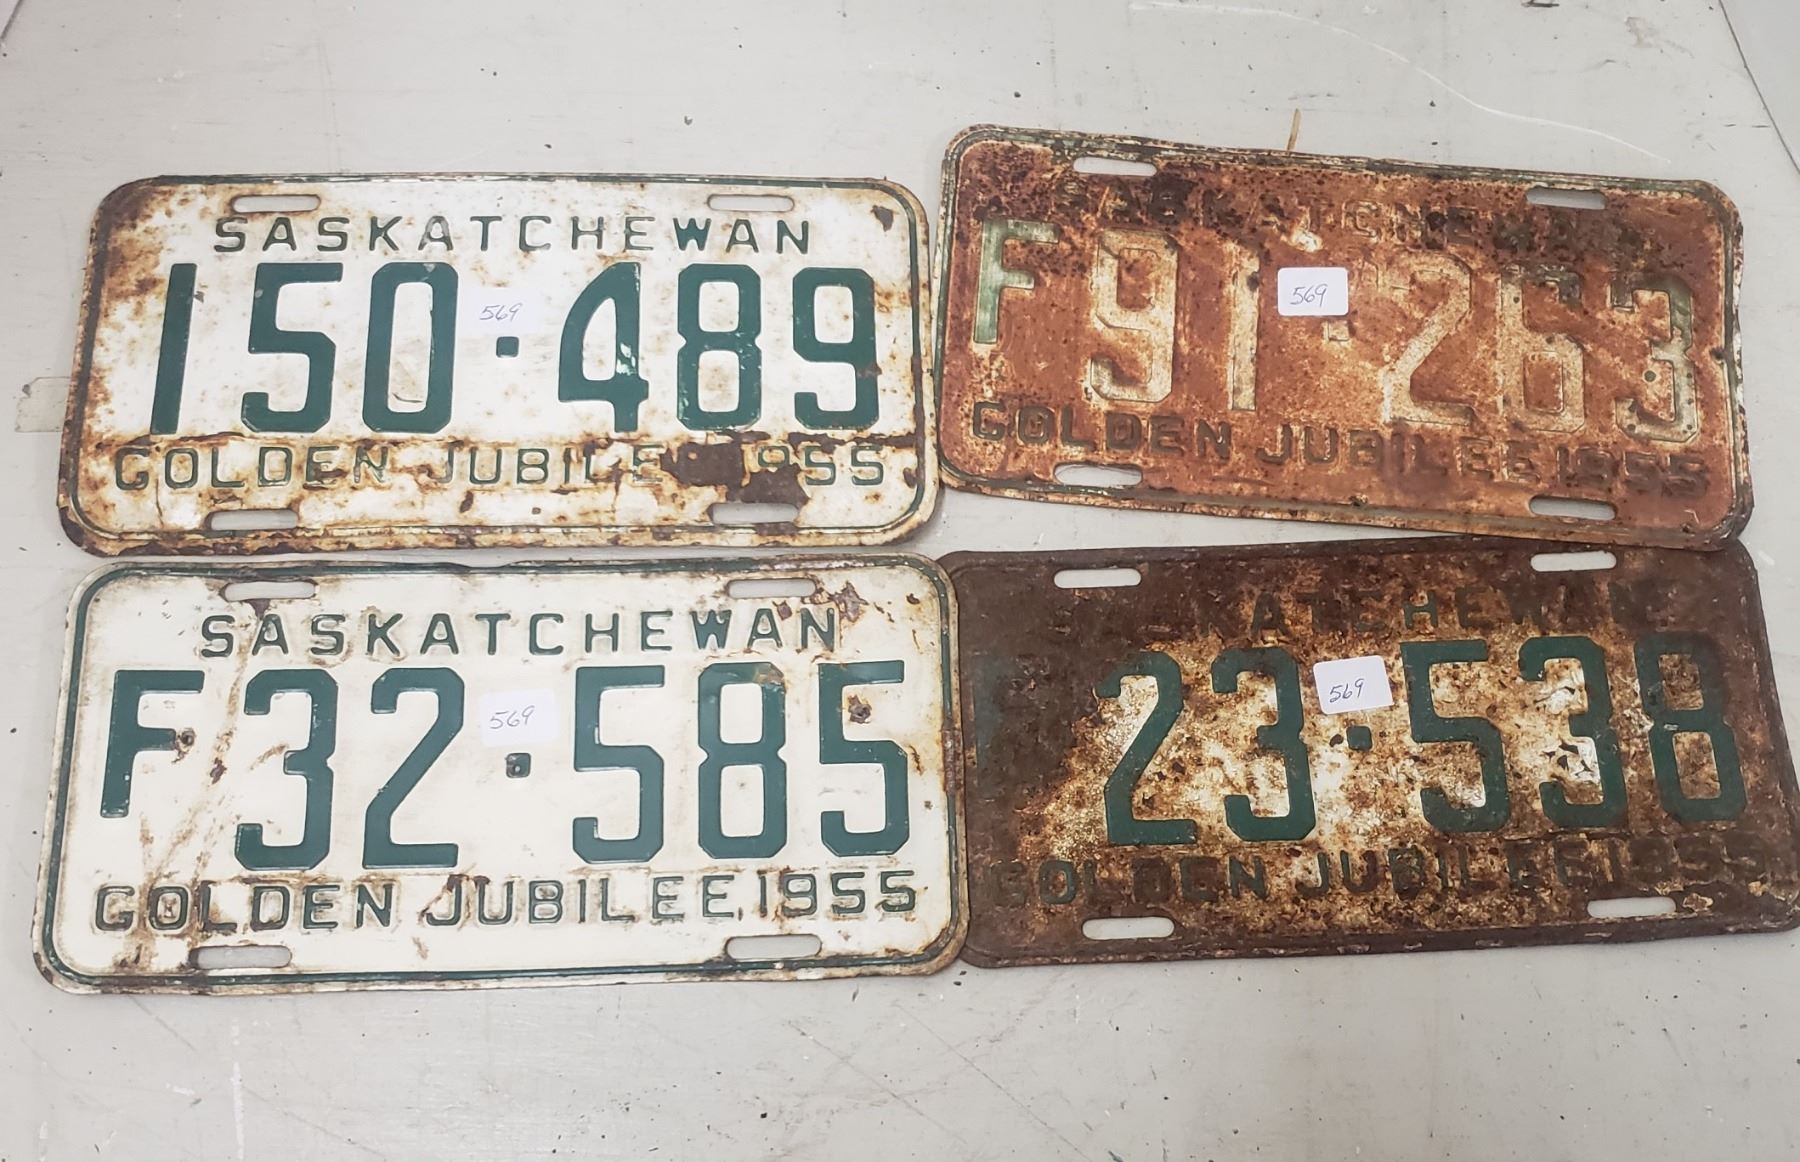 SASKATCHEWAN
150·489
569
GOLDEN JUBILEE 1955
SASKATCHEWAN
F91·263
569
GOLDEN JUBILEE 1955
SASKATCHEWAN
F32·585
569
GOLDEN JUBILEE 1955
23·538
569
GOLDEN JUBILEE 1955